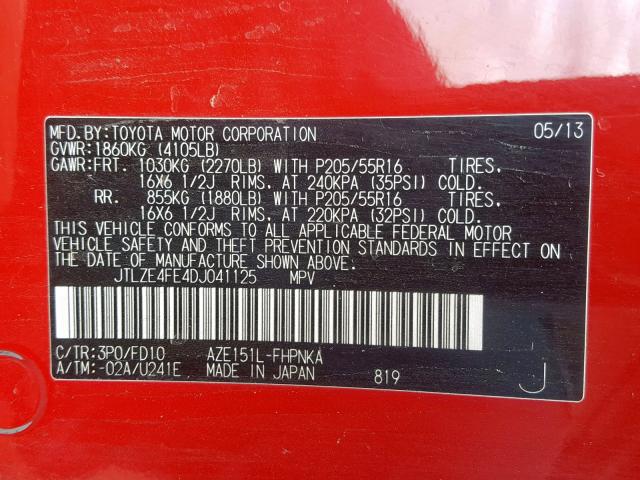 MFD.BY:TOYOTA MOTOR CORPORATION 05/13
GVWR:1860KG (4105LB)
GAWR:FRT. 1030KG (2270LB) WITH P205/55R16 TIRES,
16X6 1/2J RIMS, AT 240KPA (35PSI) COLD.
RR. 855KG (1880LB) WITH P205/55R16 TIRES,
16X6 1/2J RIMS, AT 220KPA (32PSI) COLD.
THIS VEHICLE CONFORMS TO ALL APPLICABLE FEDERAL MOTOR
VEHICLE SAFETY AND THEFT PREVENTION STANDARDS IN EFFECT ON
THE DATE OF MANUFACTURE SHOWN ABOVE.
JTLZE4FE4DJ041125 MPV
C/TR:3P0/FD10 AZE151L-FHPNKA
A/TM:-02A/U241E MADE IN JAPAN 819 J